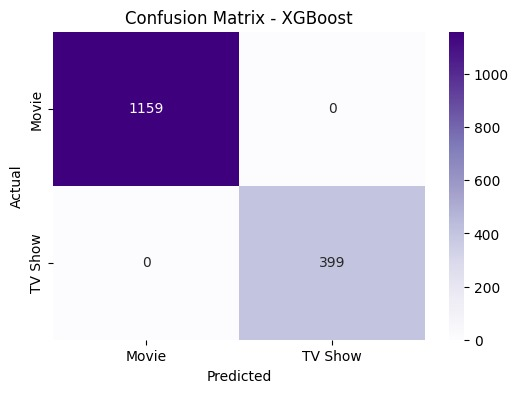 Confusion Matrix - XGBoost
Actual
Movie
1159
0
TV Show
0
399
Movie
TV Show
Predicted
1000
800
600
400
200
0